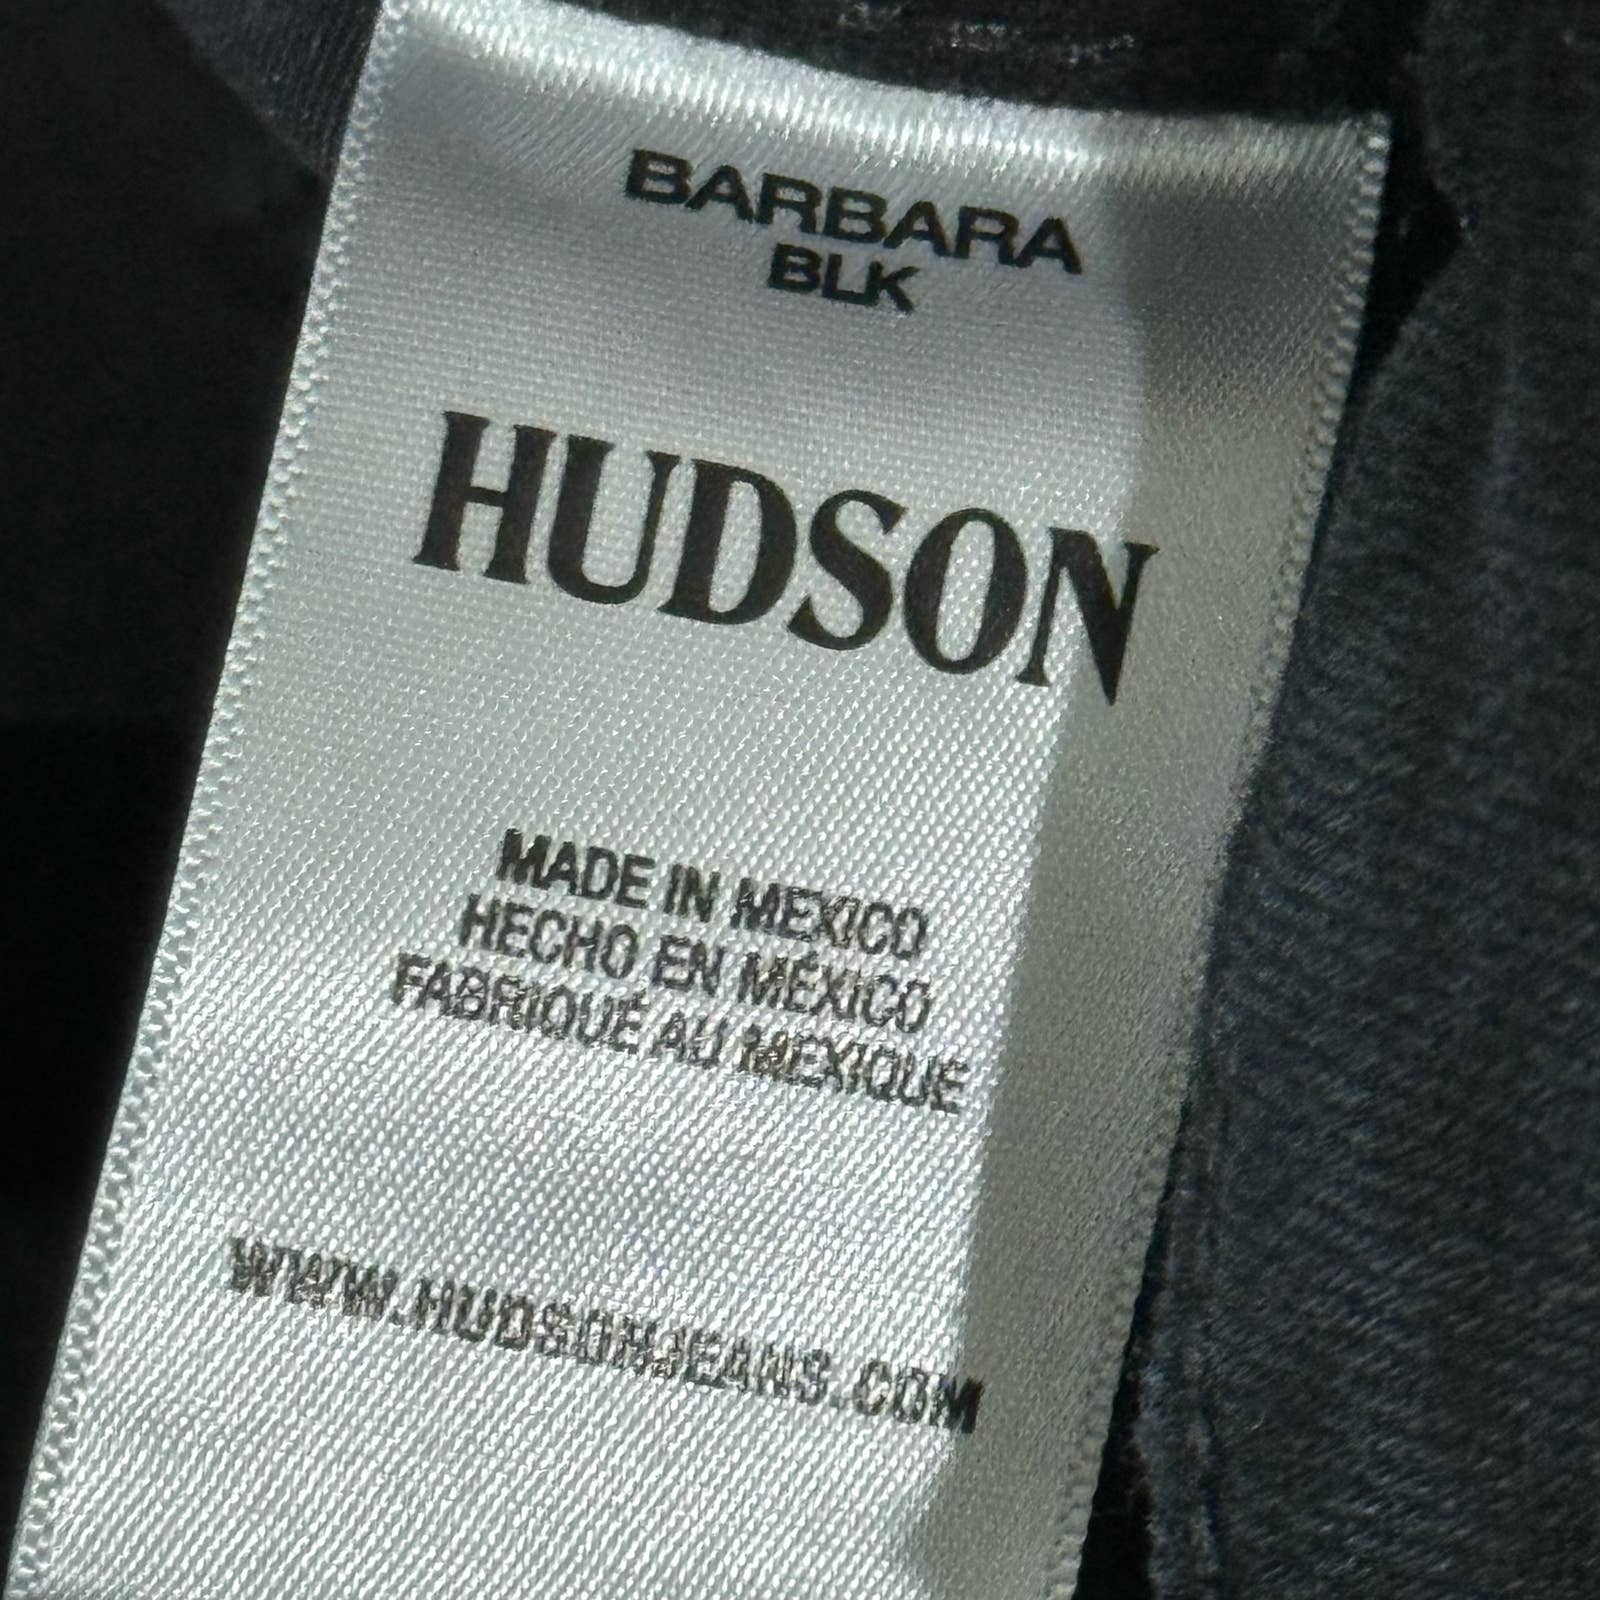 BARBARA
BLK
HUDSON
MADE IN MEXICO
HECHO EN MÉXICO
FABRIQUÉ AU MEXIQUE
WWW.HUDSONJEANS.COM